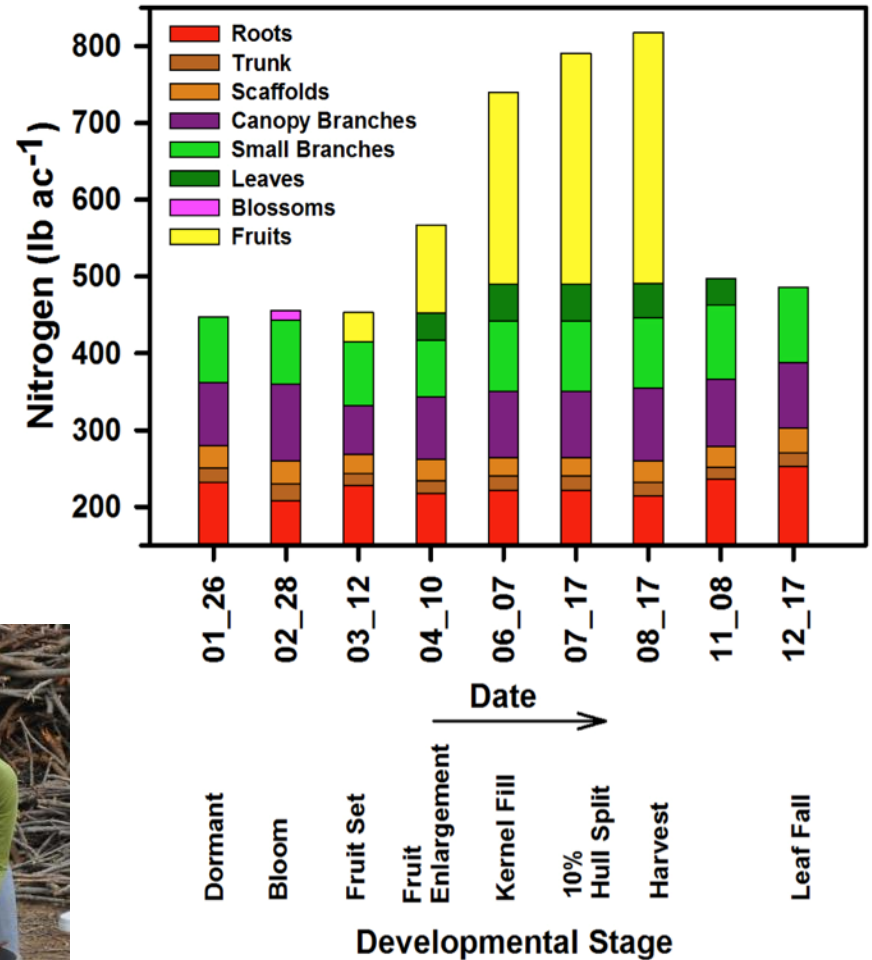 Nitrogen (lb ac⁻¹)
800
700
600
500
400
300
200
Roots
Trunk
Scaffolds
Canopy Branches
Small Branches
Leaves
Blossoms
Fruits
01_26
02_28
03_12
04_10
06_07
07_17
08_17
11_08
12_17
Date
Dormant
Bloom
Fruit Set
Fruit
Enlargement
Kernel Fill
10%
Hull Split
Harvest
Leaf Fall
Developmental Stage